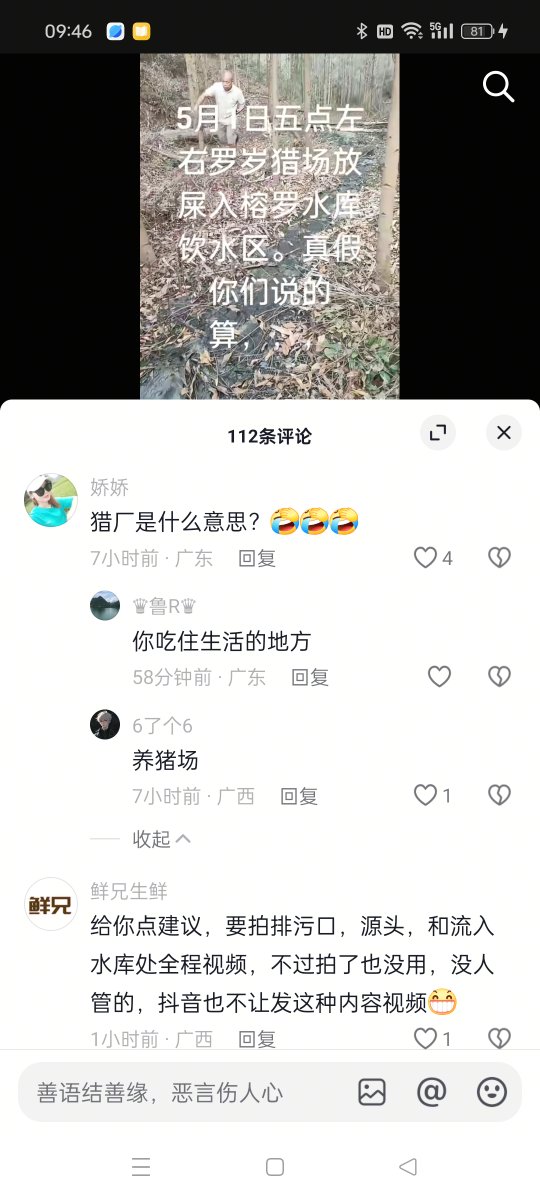 09:46
HD
5G
81
5月1日五点左
右罗岁猎场放
屎入榕罗水库
饮水区。真假
你们说的
算，.
112条评论
娇娇
猎厂是什么意思？🤣🤣🤣
7小时前 · 广东 回复 4
♕鲁R♕
你吃住生活的地方
58分钟前 · 广东 回复
6了个6
养猪场
7小时前 · 广西 回复 1
收起
鲜兄
鲜兄生鲜
给你点建议，要拍排污口，源头，和流入
水库处全程视频，不过拍了也没用，没人
管的，抖音也不让发这种内容视频😁
1小时前 · 广西 回复 1
善语结善缘，恶言伤人心